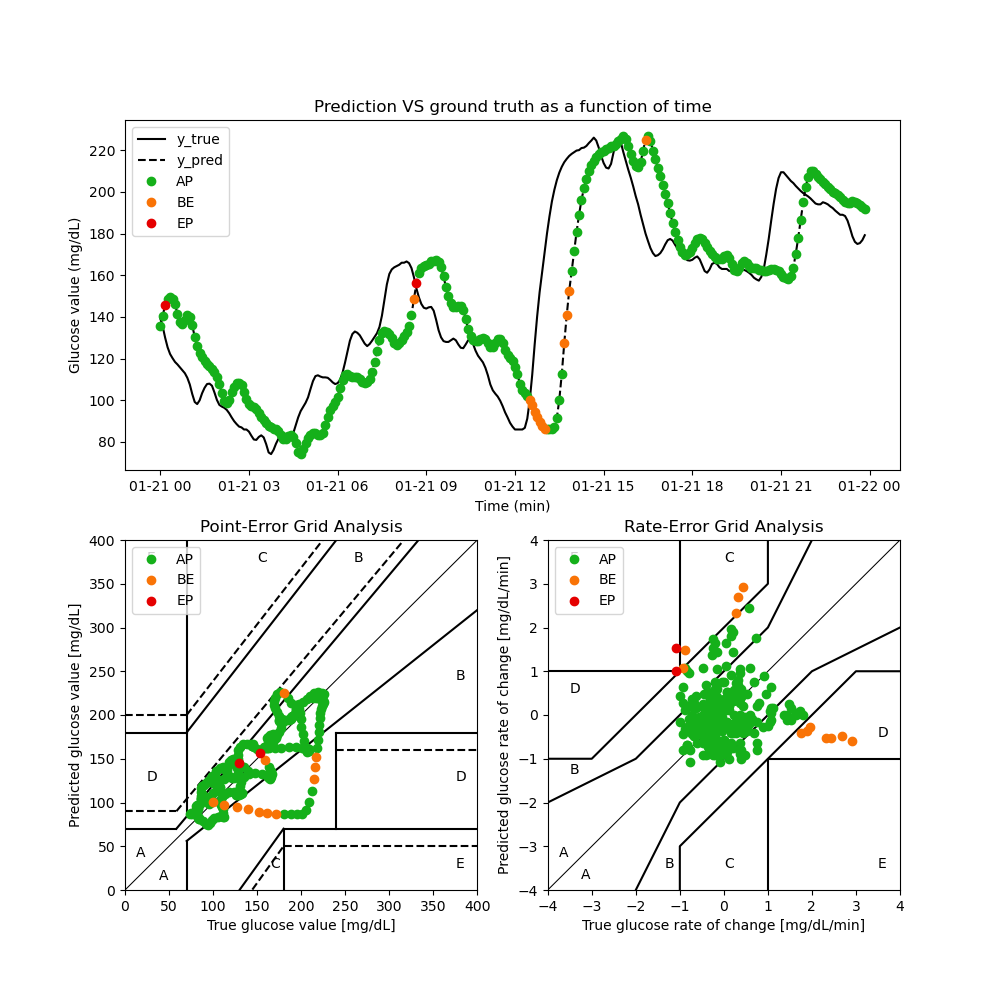 Prediction VS ground truth as a function of time
Glucose value (mg/dL)
220
200
180
160
140
120
100
80
y_true
y_pred
AP
BE
EP
01-21 00 01-21 03 01-21 06 01-21 09 01-21 12 01-21 15 01-21 18 01-21 21 01-22 00
Time (min)
Point-Error Grid Analysis
Predicted glucose value [mg/dL]
400
350
300
250
200
150
100
50
0
AP
BE
EP
C B
B
D D
A
A C E
0 50 100 150 200 250 300 350 400
True glucose value [mg/dL]
Rate-Error Grid Analysis
Predicted glucose rate of change [mg/dL/min]
4
3
2
1
0
−1
−2
−3
−4
AP
BE
EP
C
D
D
B
A
A B C E
−4 −3 −2 −1 0 1 2 3 4
True glucose rate of change [mg/dL/min]